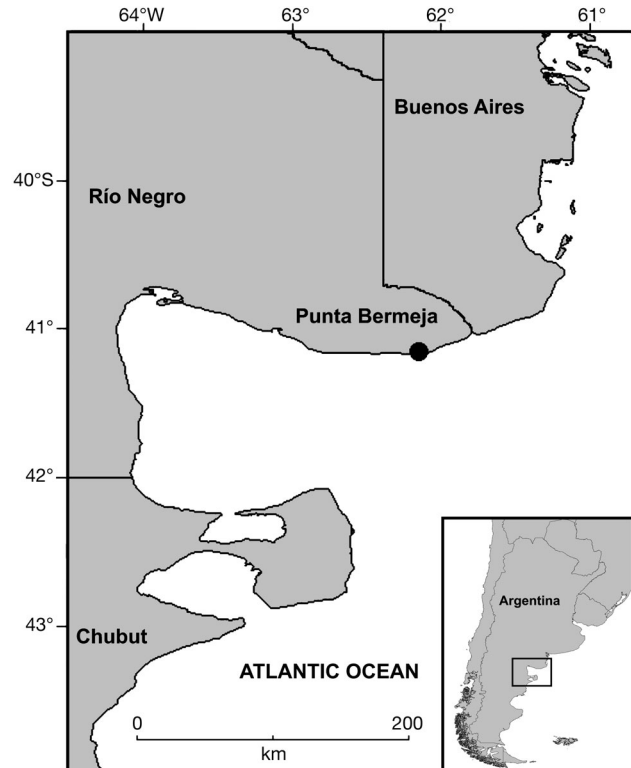 64°W 63° 62° 61°
Buenos Aires
40°S
Río Negro
Punta Bermeja
41°
42°
Argentina
43°
Chubut
ATLANTIC OCEAN
0 200
km